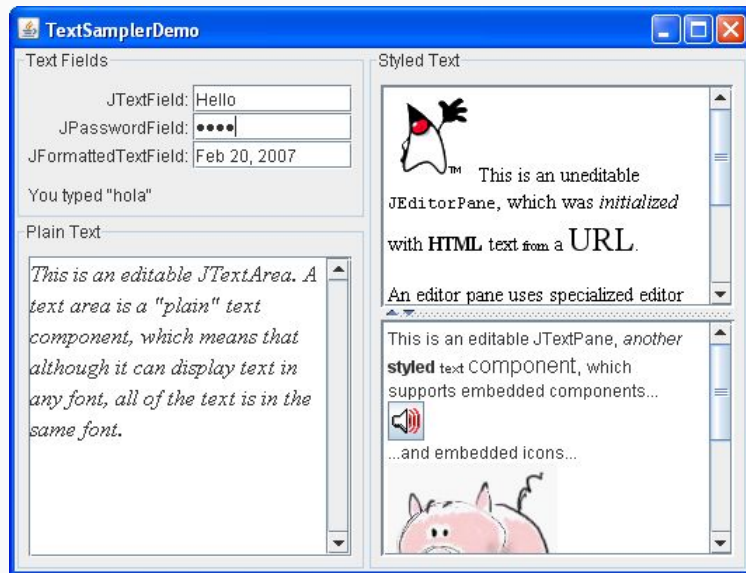 TextSamplerDemo
Text Fields
JTextField: Hello
JPasswordField: ••••
JFormattedTextField: Feb 20, 2007
You typed "hola"
Plain Text
This is an editable JTextArea. A
text area is a "plain" text
component, which means that
although it can display text in
any font, all of the text is in the
same font.
Styled Text
TM This is an uneditable
JEditorPane, which was initialized
with HTML text from a URL.
An editor pane uses specialized editor
This is an editable JTextPane, another
styled text component, which
supports embedded components...
...and embedded icons...